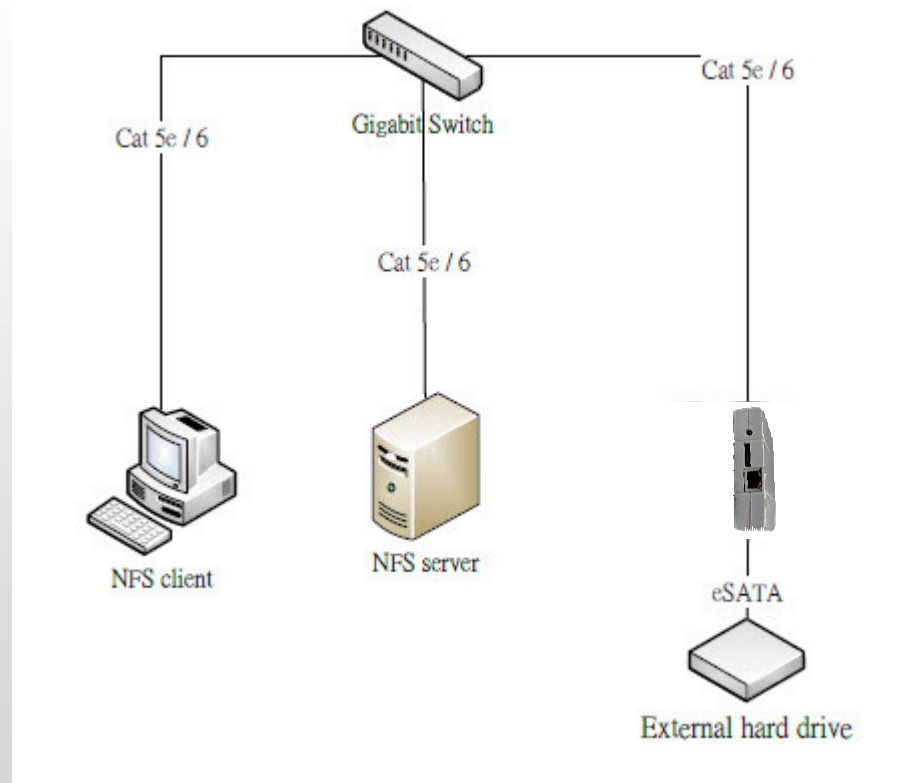 Cat 5e / 6
Gigabit Switch
Cat 5e / 6
Cat 5e / 6
NFS client
NFS server
eSATA
External hard drive